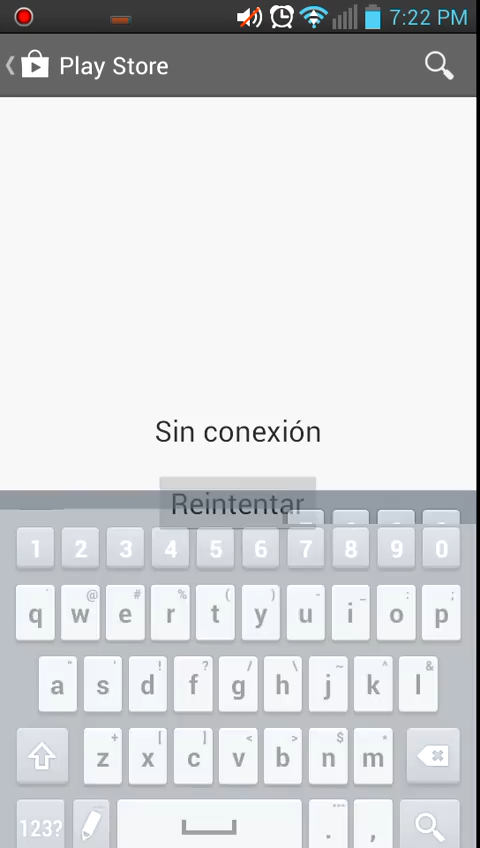 7:22 PM
Play Store
Sin conexión
Reintentar
1 2 3 4 5 6 7 8 9 0
q w @ e # r % t ( y ) u - i _ o : p ;
a " s ' d ! f ? g / h \ j ~ k ^ l &
z + x [ c ] v < b > n $ m *
123? . ,